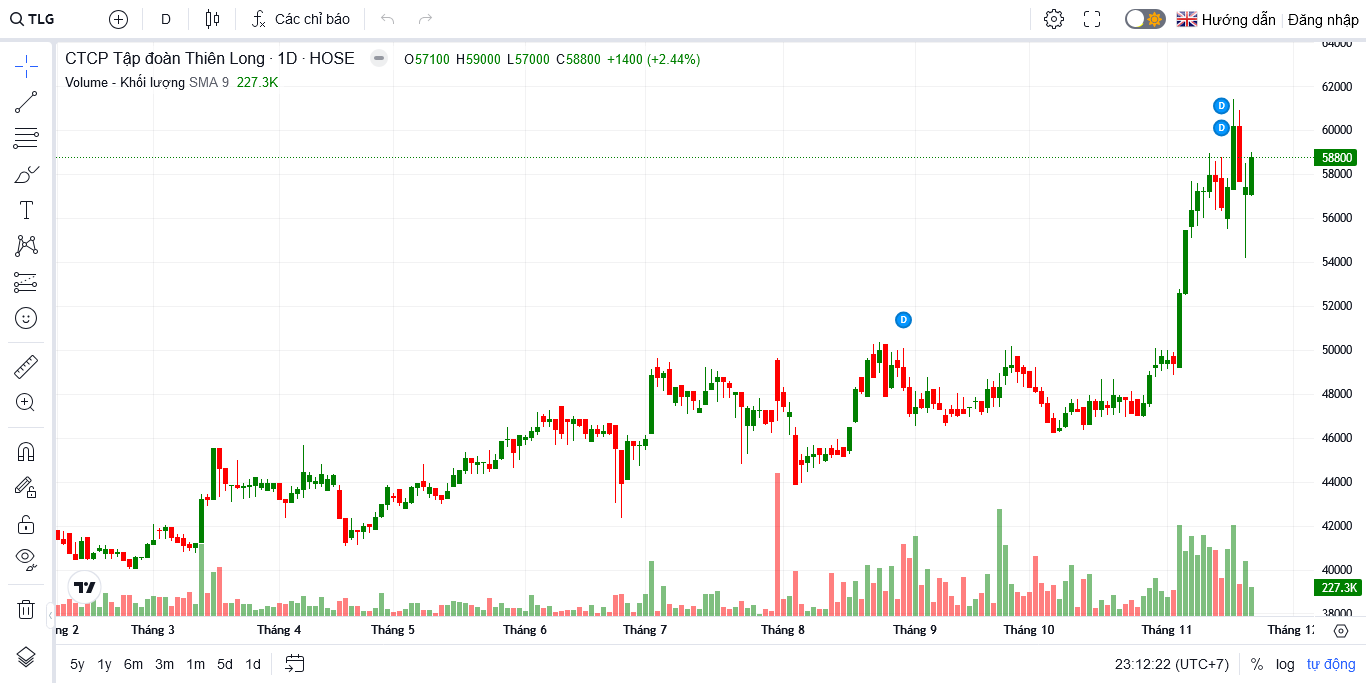 TLG D Các chỉ báo Hướng dẫn Đăng nhập
CTCP Tập đoàn Thiên Long · 1D · HOSE O57100 H59000 L57000 C58800 +1400 (+2.44%)
Volume - Khối lượng SMA 9 227.3K
64000
62000
60000
58800
58000
56000
54000
52000
50000
48000
46000
44000
42000
40000
227.3K
38000
D
D
D
ng 2 Tháng 3 Tháng 4 Tháng 5 Tháng 6 Tháng 7 Tháng 8 Tháng 9 Tháng 10 Tháng 11 Tháng 12
5y 1y 6m 3m 1m 5d 1d 23:12:22 (UTC+7) % log tự động